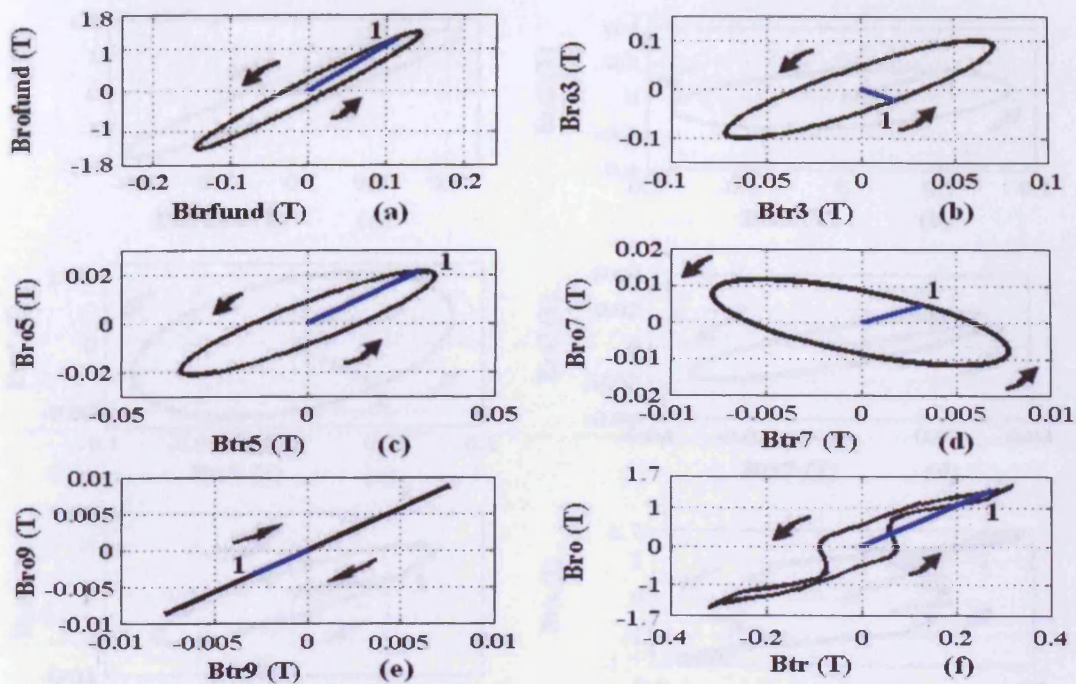 Brofund (T)
1.8
1
0
-1
-1.8
1
-0.2 -0.1 0 0.1 0.2
Btrfund (T) (a)
Bro3 (T)
0.1
0
-0.1
1
-0.1 -0.05 0 0.05 0.1
Btr3 (T) (b)
Bro5 (T)
0.02
0
-0.02
1
-0.05 0 0.05
Btr5 (T) (c)
Bro7 (T)
0.02
0.01
0
-0.01
-0.02
1
-0.01 -0.005 0 0.005 0.01
Btr7 (T) (d)
Bro9 (T)
0.01
0.005
0
-0.005
-0.01
1
-0.01 -0.005 0 0.005 0.01
Btr9 (T) (e)
Bro (T)
1.7
1
0
-1
-1.7
1
-0.4 -0.2 0 0.2 0.4
Btr (T) (f)